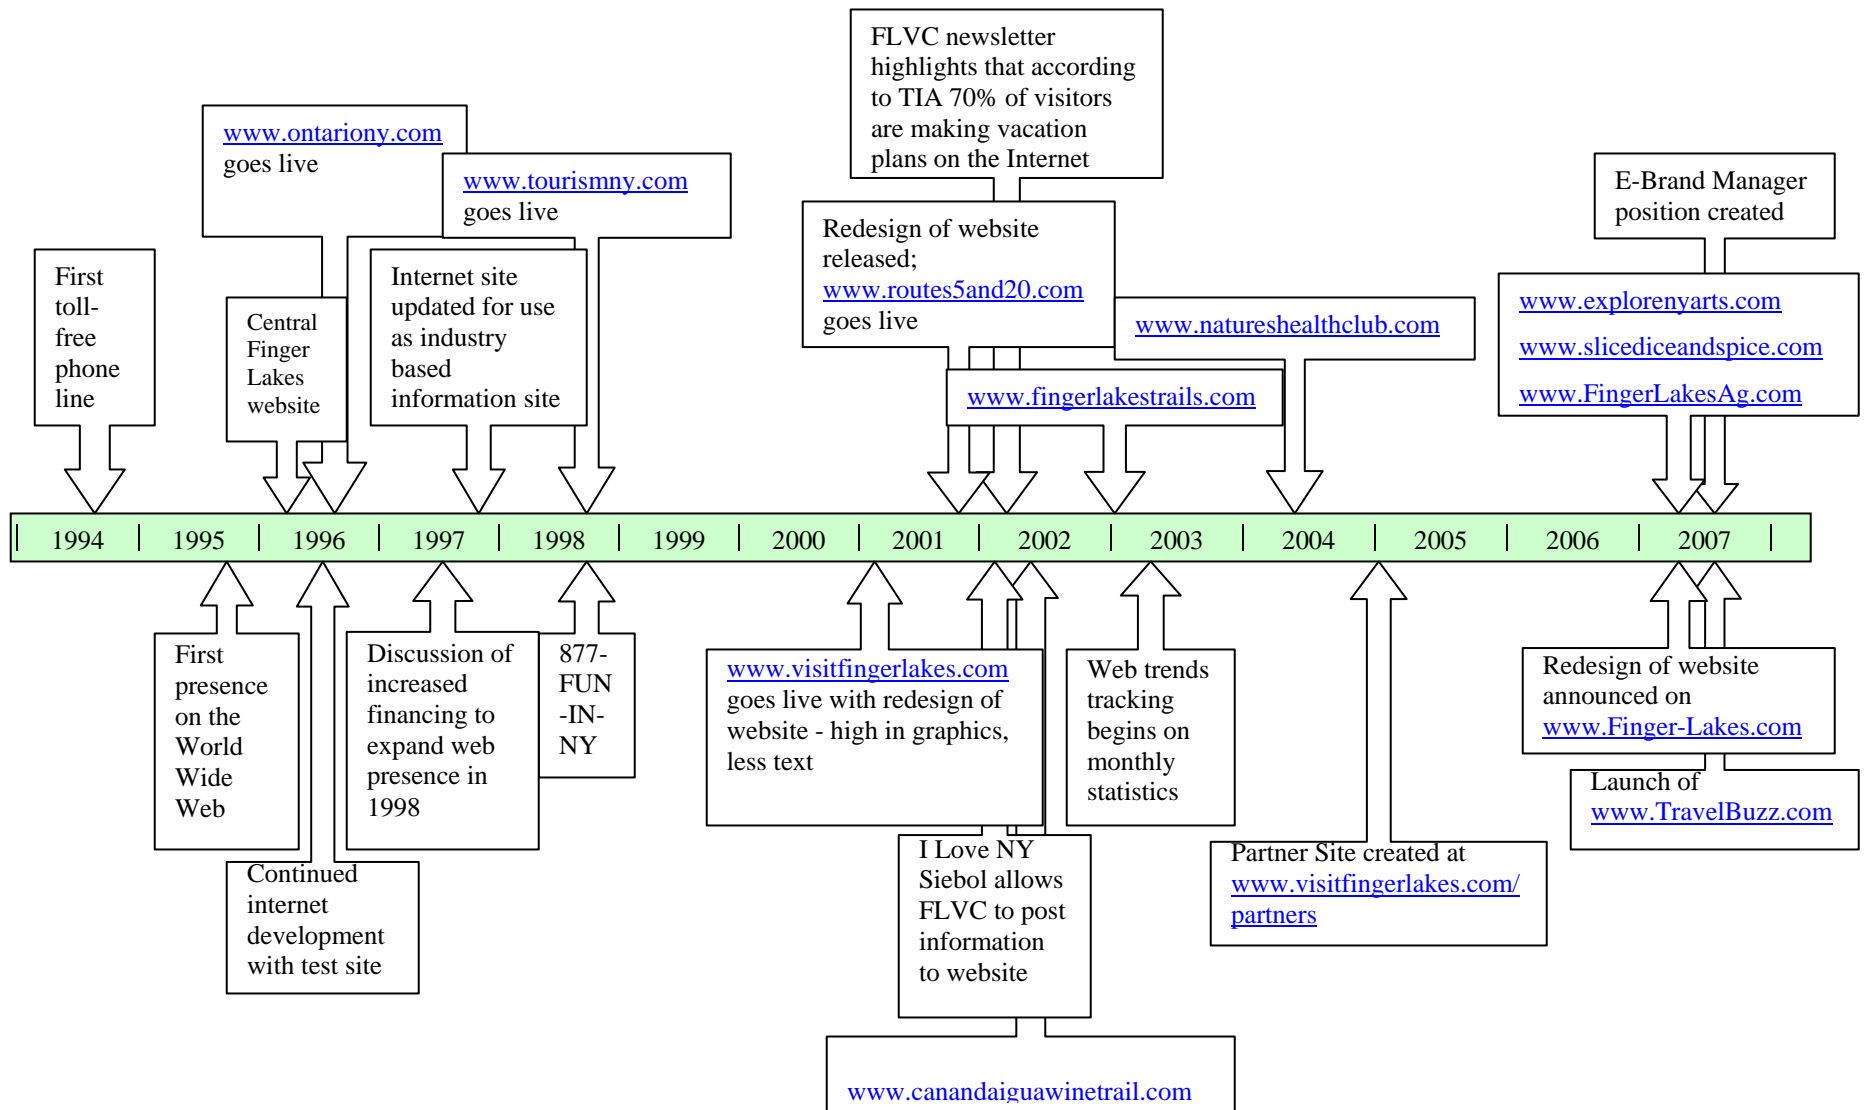 FLVC newsletter
highlights that according
to TIA 70% of visitors
are making vacation
plans on the Internet
www.ontariony.com
goes live
www.tourismny.com
goes live
E-Brand Manager
position created
First
toll-
free
phone
line
Central
Finger
Lakes
website
Internet site
updated for use
as industry
based
information site
Redesign of website
released;
www.routes5and20.com
goes live
www.natureshealthclub.com
www.fingerlakestrails.com
www.explorenyarts.com
www.slicediceandspice.com
www.FingerLakesAg.com
1994 1995 1996 1997 1998 1999 2000 2001 2002 2003 2004 2005 2006 2007
First
presence
on the
World
Wide
Web
Discussion of
increased
financing to
expand web
presence in
1998
877-
FUN
-IN-
NY
www.visitfingerlakes.com
goes live with redesign of
website - high in graphics,
less text
Web trends
tracking
begins on
monthly
statistics
Redesign of website
announced on
www.Finger-Lakes.com
Launch of
www.TravelBuzz.com
Continued
internet
development
with test site
I Love NY
Siebol allows
FLVC to post
information
to website
Partner Site created at
www.visitfingerlakes.com/
partners
www.canandaiguawinetrail.com